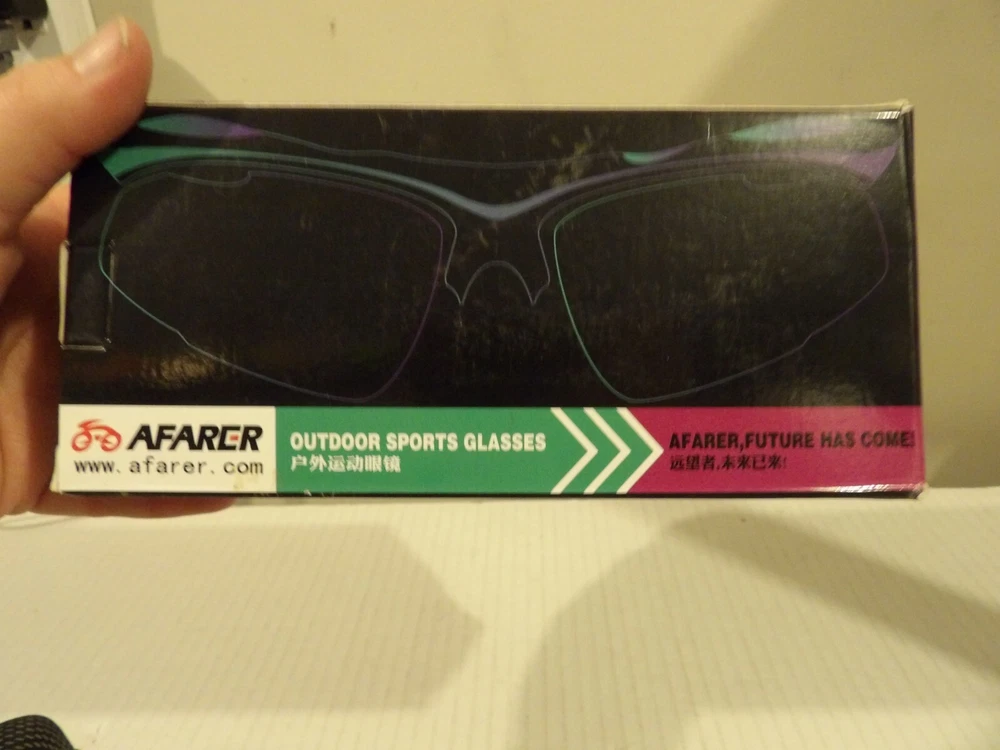 AFARER
www.afarer.com
OUTDOOR SPORTS GLASSES
户外运动眼镜
AFARER,FUTURE HAS COME!
远望者,未来已来!